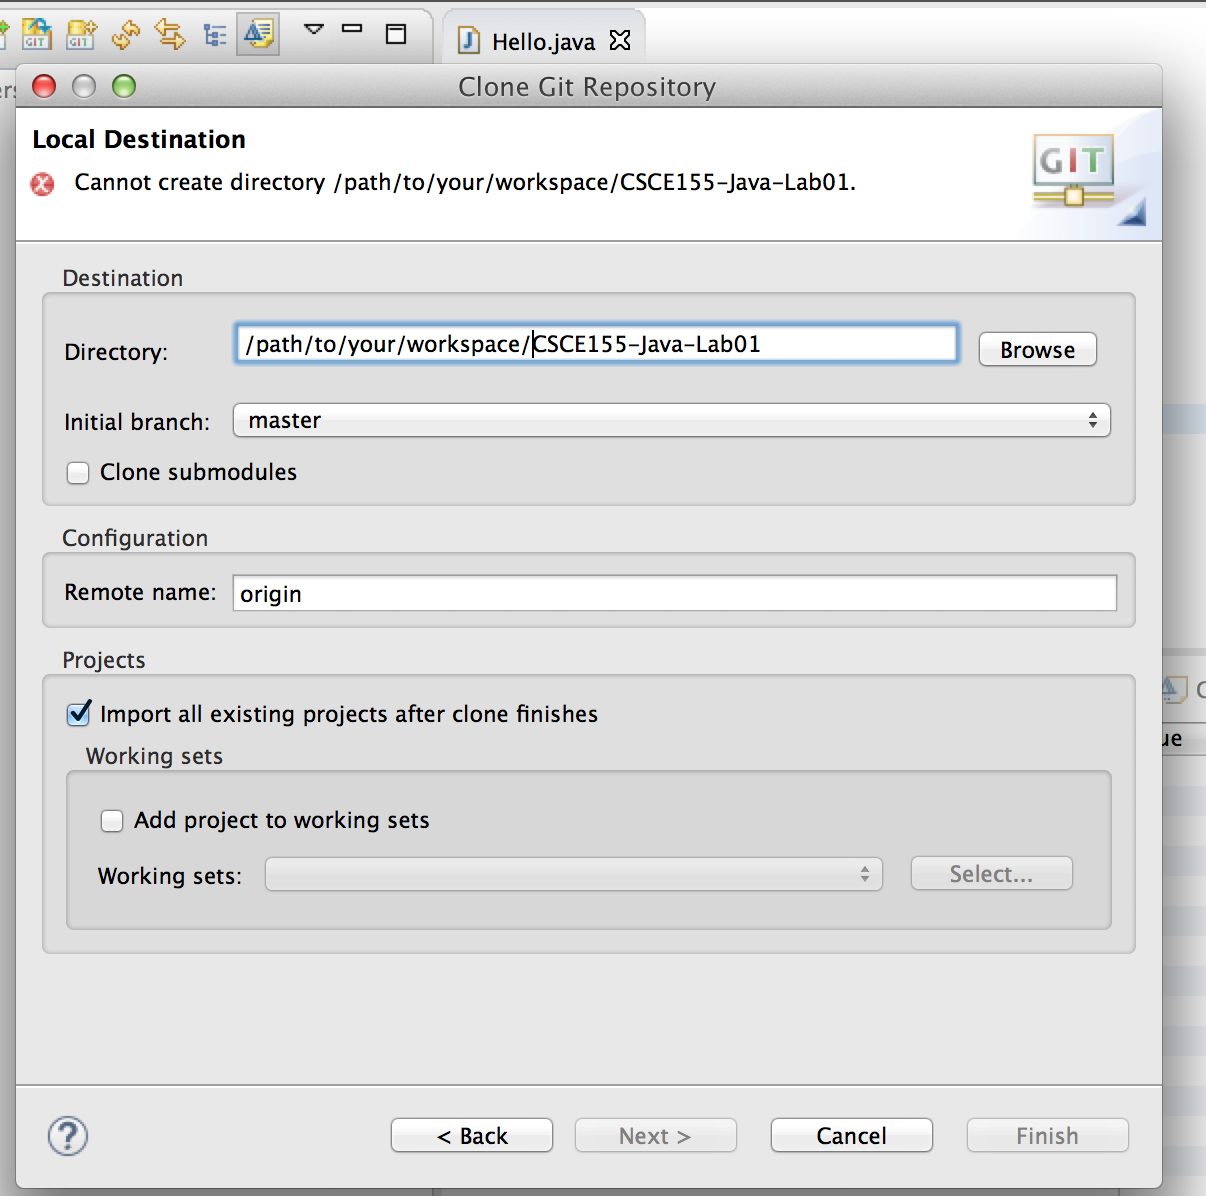 GIT
GIT
Hello.java
Clone Git Repository
Local Destination
Cannot create directory /path/to/your/workspace/CSCE155-Java-Lab01.
GIT
Destination
Directory:
/path/to/your/workspace/CSCE155-Java-Lab01
Browse
Initial branch:
master
Clone submodules
Configuration
Remote name:
origin
Projects
Import all existing projects after clone finishes
Working sets
Add project to working sets
Working sets:
Select...
?
< Back
Next >
Cancel
Finish